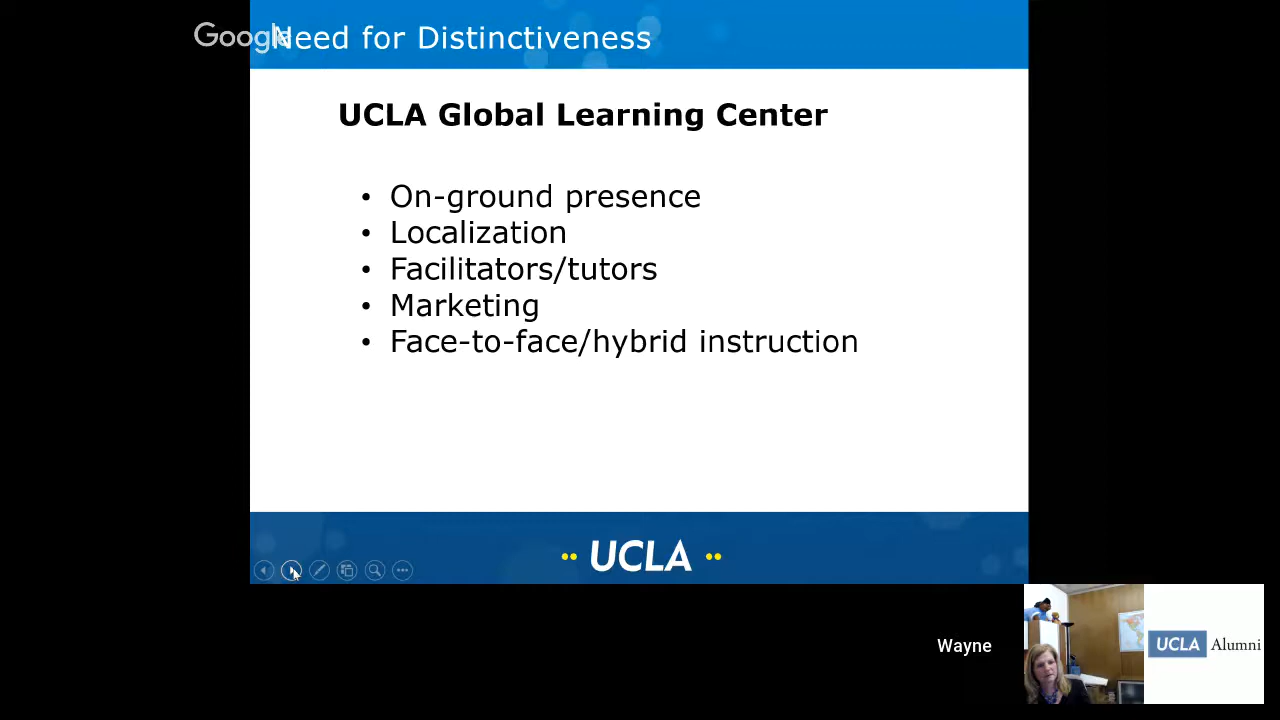 Google
Need for Distinctiveness
UCLA Global Learning Center
• On-ground presence
• Localization
• Facilitators/tutors
• Marketing
• Face-to-face/hybrid instruction
UCLA
Wayne
UCLA Alumni